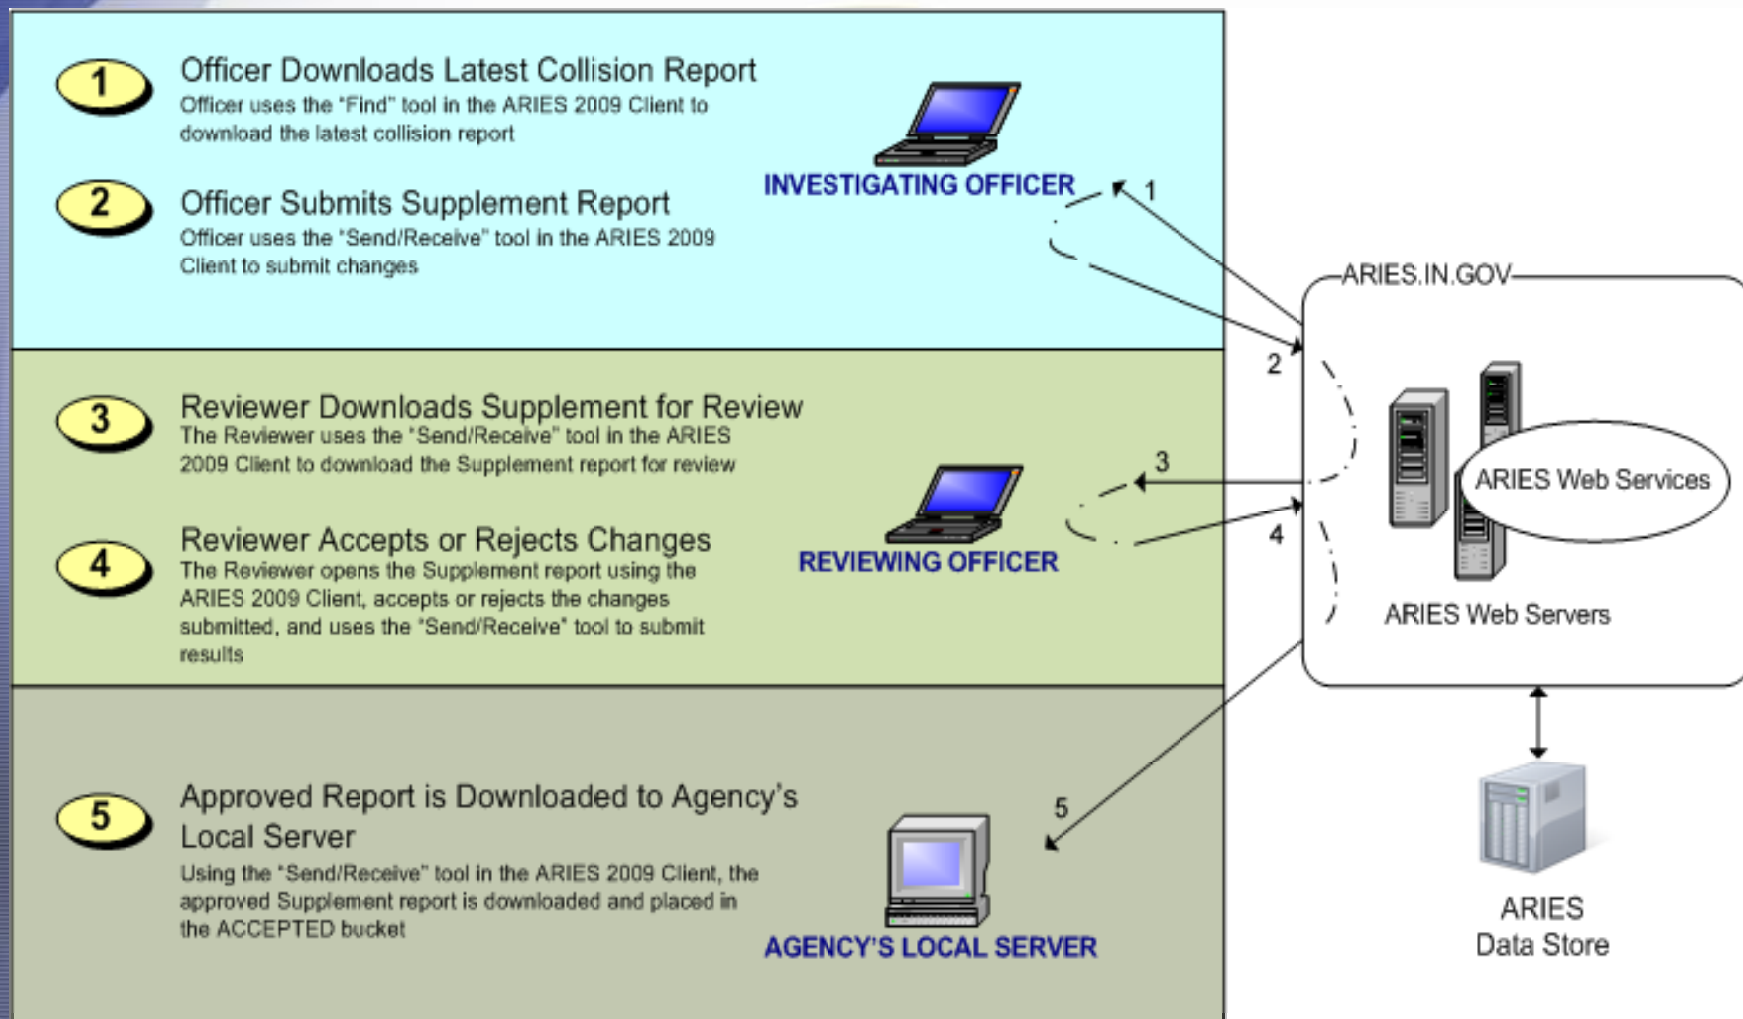 1
Officer Downloads Latest Collision Report
Officer uses the "Find" tool in the ARIES 2009 Client to
download the latest collision report
2
Officer Submits Supplement Report
Officer uses the "Send/Receive" tool in the ARIES 2009
Client to submit changes
INVESTIGATING OFFICER
1
2
3
Reviewer Downloads Supplement for Review
The Reviewer uses the "Send/Receive" tool in the ARIES
2009 Client to download the Supplement report for review
4
Reviewer Accepts or Rejects Changes
The Reviewer opens the Supplement report using the
ARIES 2009 Client, accepts or rejects the changes
submitted, and uses the "Send/Receive" tool to submit
results
REVIEWING OFFICER
3
4
5
Approved Report is Downloaded to Agency's
Local Server
Using the "Send/Receive" tool in the ARIES 2009 Client, the
approved Supplement report is downloaded and placed in
the ACCEPTED bucket
AGENCY'S LOCAL SERVER
5
ARIES.IN.GOV
ARIES Web Services
ARIES Web Servers
ARIES
Data Store